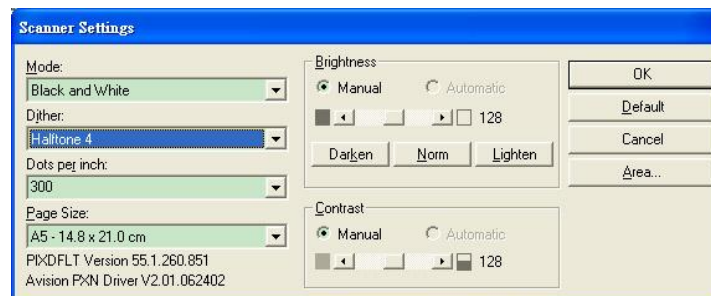 Scanner Settings
Mode:
Black and White
Dither:
Halftone 4
Dots per inch:
300
Page Size:
A5 - 14.8 x 21.0 cm
PIXDFLT Version 55.1.260.851
Avision PXN Driver V2.01.062402
Brightness
Manual Automatic
128
Darken Norm Lighten
Contrast
Manual Automatic
128
OK
Default
Cancel
Area...